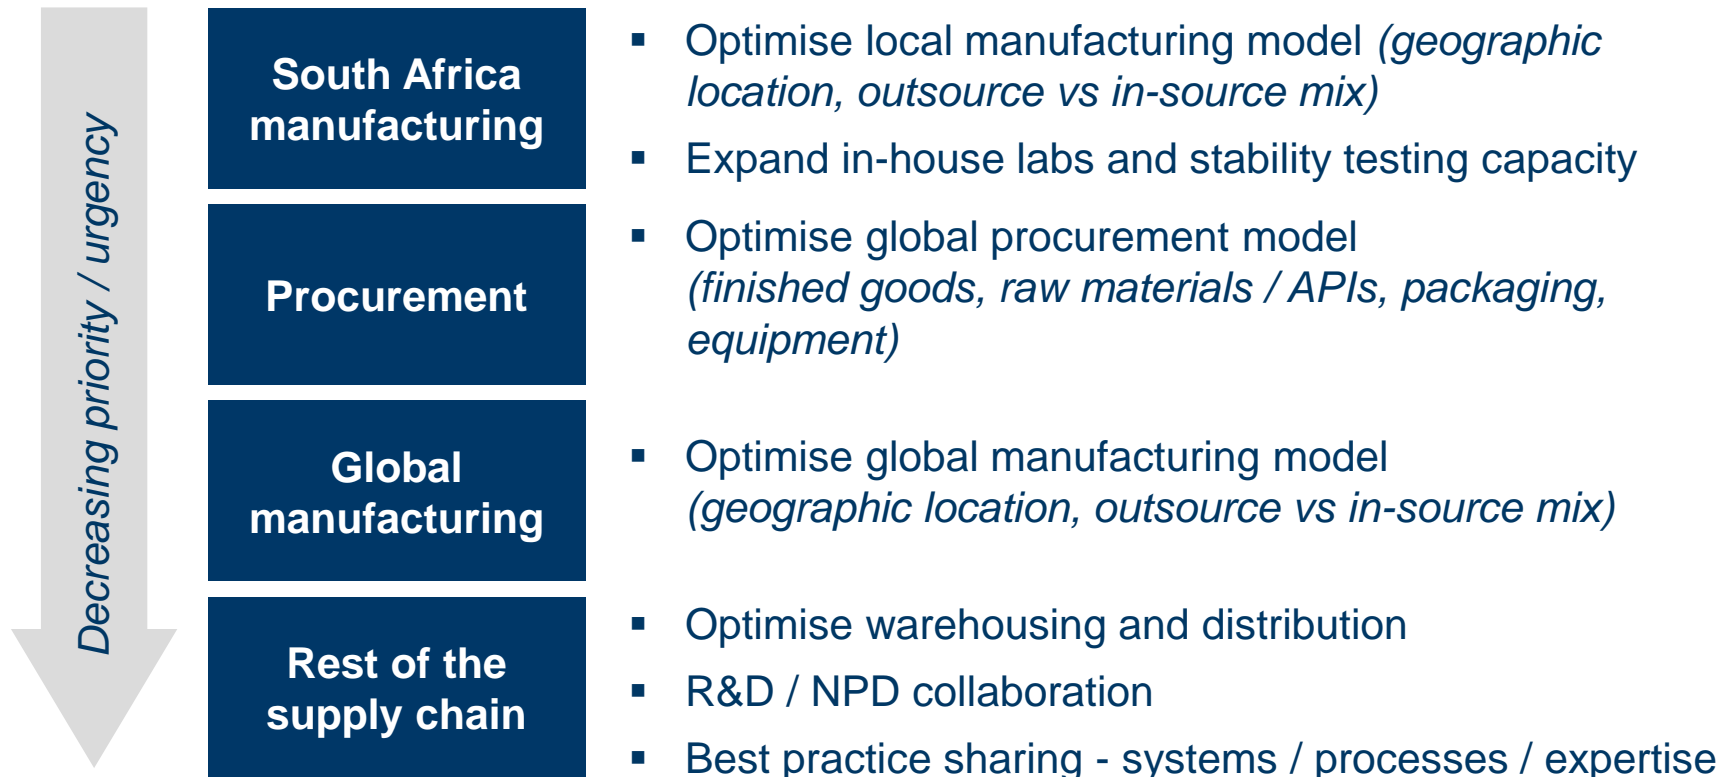 Decreasing priority / urgency
South Africa
manufacturing
▪ Optimise local manufacturing model (geographic
location, outsource vs in-source mix)
▪ Expand in-house labs and stability testing capacity
Procurement
▪ Optimise global procurement model
(finished goods, raw materials / APIs, packaging,
equipment)
Global
manufacturing
▪ Optimise global manufacturing model
(geographic location, outsource vs in-source mix)
Rest of the
supply chain
▪ Optimise warehousing and distribution
▪ R&D / NPD collaboration
▪ Best practice sharing - systems / processes / expertise